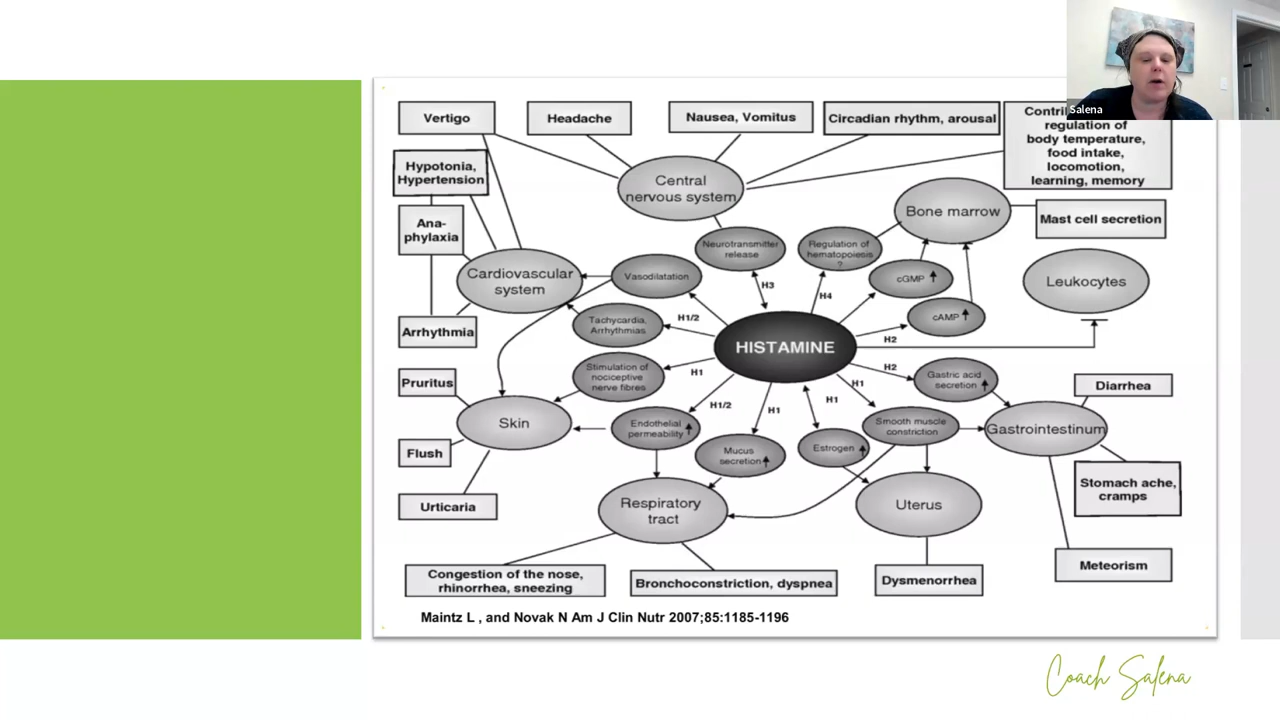 Salena
Vertigo
Headache
Nausea, Vomitus
Circadian rhythm, arousal
regulation of
body temperature,
food intake,
locomotion,
learning, memory
Hypotonia,
Hypertension
Ana-
phylaxia
Arrhythmia
Central
nervous system
Bone marrow
Mast cell secretion
Leukocytes
Cardiovascular
system
Vasodilatation
Neurotransmitter
release
Regulation of
hematopoiesis
?
cGMP
cAMP
Tachycardia,
Arrhythmias
H3
H4
H1/2
HISTAMINE
H2
H2
H1
H1
H1/2
H1
H1
Stimulation of
nociceptive
nerve fibres
Gastric acid
secretion
Pruritus
Skin
Flush
Urticaria
Endothelial
permeability
Mucus
secretion
Estrogen
Smooth muscle
constriction
Gastrointestinum
Diarrhea
Stomach ache,
cramps
Meteorism
Respiratory
tract
Uterus
Congestion of the nose,
rhinorrhea, sneezing
Bronchoconstriction, dyspnea
Dysmenorrhea
Maintz L , and Novak N Am J Clin Nutr 2007;85:1185-1196
Coach Salena